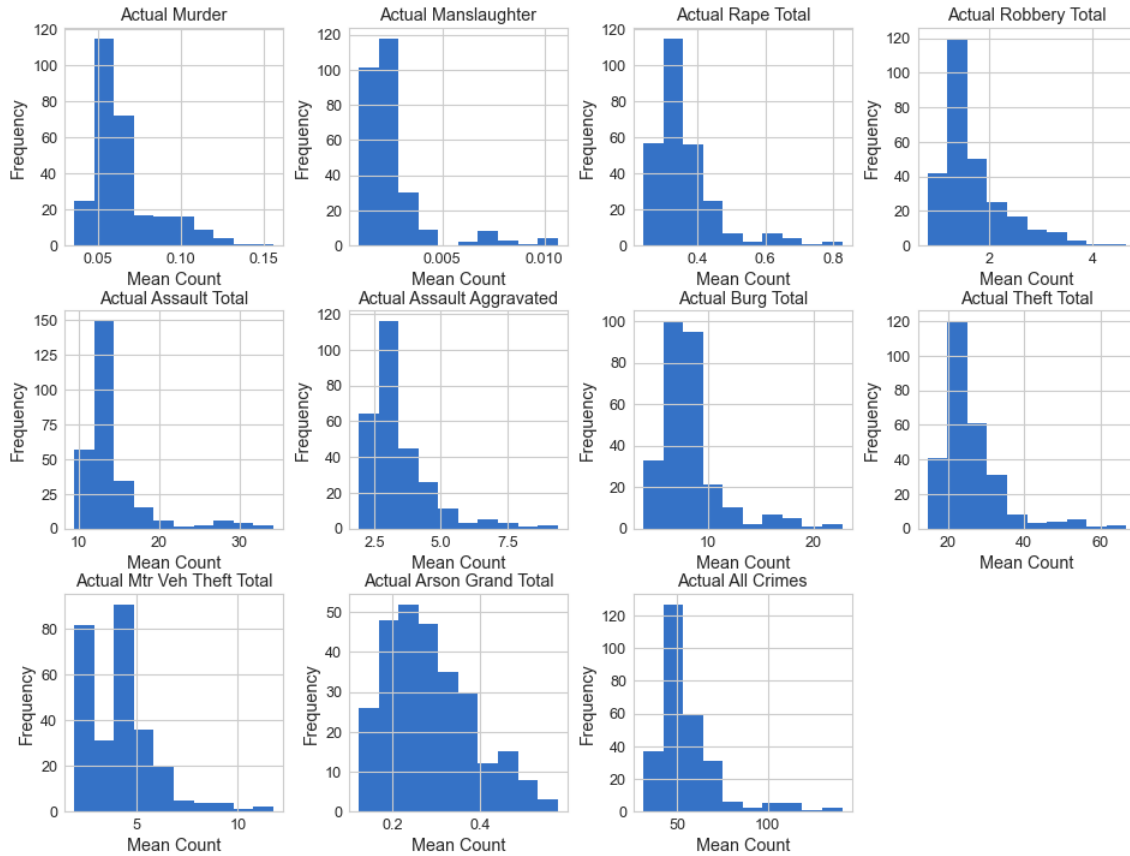 Actual Murder
Frequency
120
100
80
60
40
20
0
0.05 0.10 0.15
Mean Count
Actual Manslaughter
Frequency
120
100
80
60
40
20
0
0.005 0.010
Mean Count
Actual Rape Total
Frequency
120
100
80
60
40
20
0
0.4 0.6 0.8
Mean Count
Actual Robbery Total
Frequency
120
100
80
60
40
20
0
2 4
Mean Count
Actual Assault Total
Frequency
150
125
100
75
50
25
0
10 20 30
Mean Count
Actual Assault Aggravated
Frequency
120
100
80
60
40
20
0
2.5 5.0 7.5
Mean Count
Actual Burg Total
Frequency
100
80
60
40
20
0
10 20
Mean Count
Actual Theft Total
Frequency
120
100
80
60
40
20
0
20 40 60
Mean Count
Actual Mtr Veh Theft Total
Frequency
80
60
40
20
0
5 10
Mean Count
Actual Arson Grand Total
Frequency
50
40
30
20
10
0
0.2 0.4
Mean Count
Actual All Crimes
Frequency
120
100
80
60
40
20
0
50 100
Mean Count